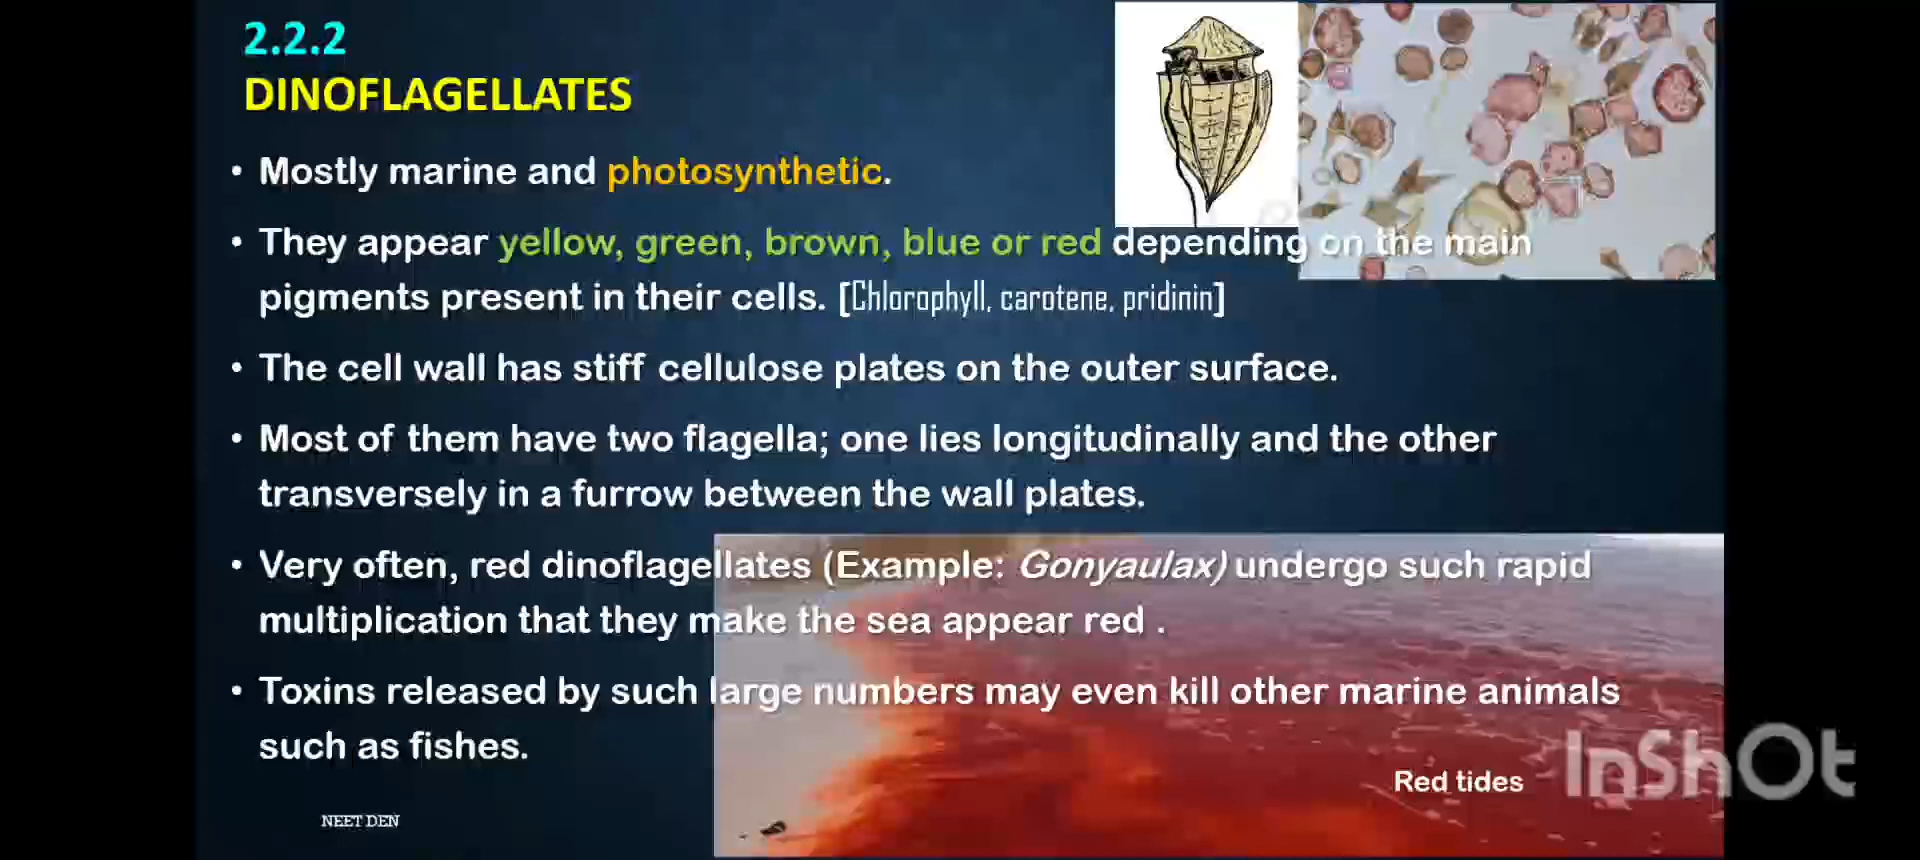 2.2.2
DINOFLAGELLATES
• Mostly marine and photosynthetic.
• They appear yellow, green, brown, blue or red depending on the main
pigments present in their cells. [Chlorophyll, carotene, pridinin]
• The cell wall has stiff cellulose plates on the outer surface.
• Most of them have two flagella; one lies longitudinally and the other
transversely in a furrow between the wall plates.
• Very often, red dinoflagellates (Example: Gonyaulax) undergo such rapid
multiplication that they make the sea appear red .
• Toxins released by such large numbers may even kill other marine animals
such as fishes.
Red tides
InShOt
NEET DEN